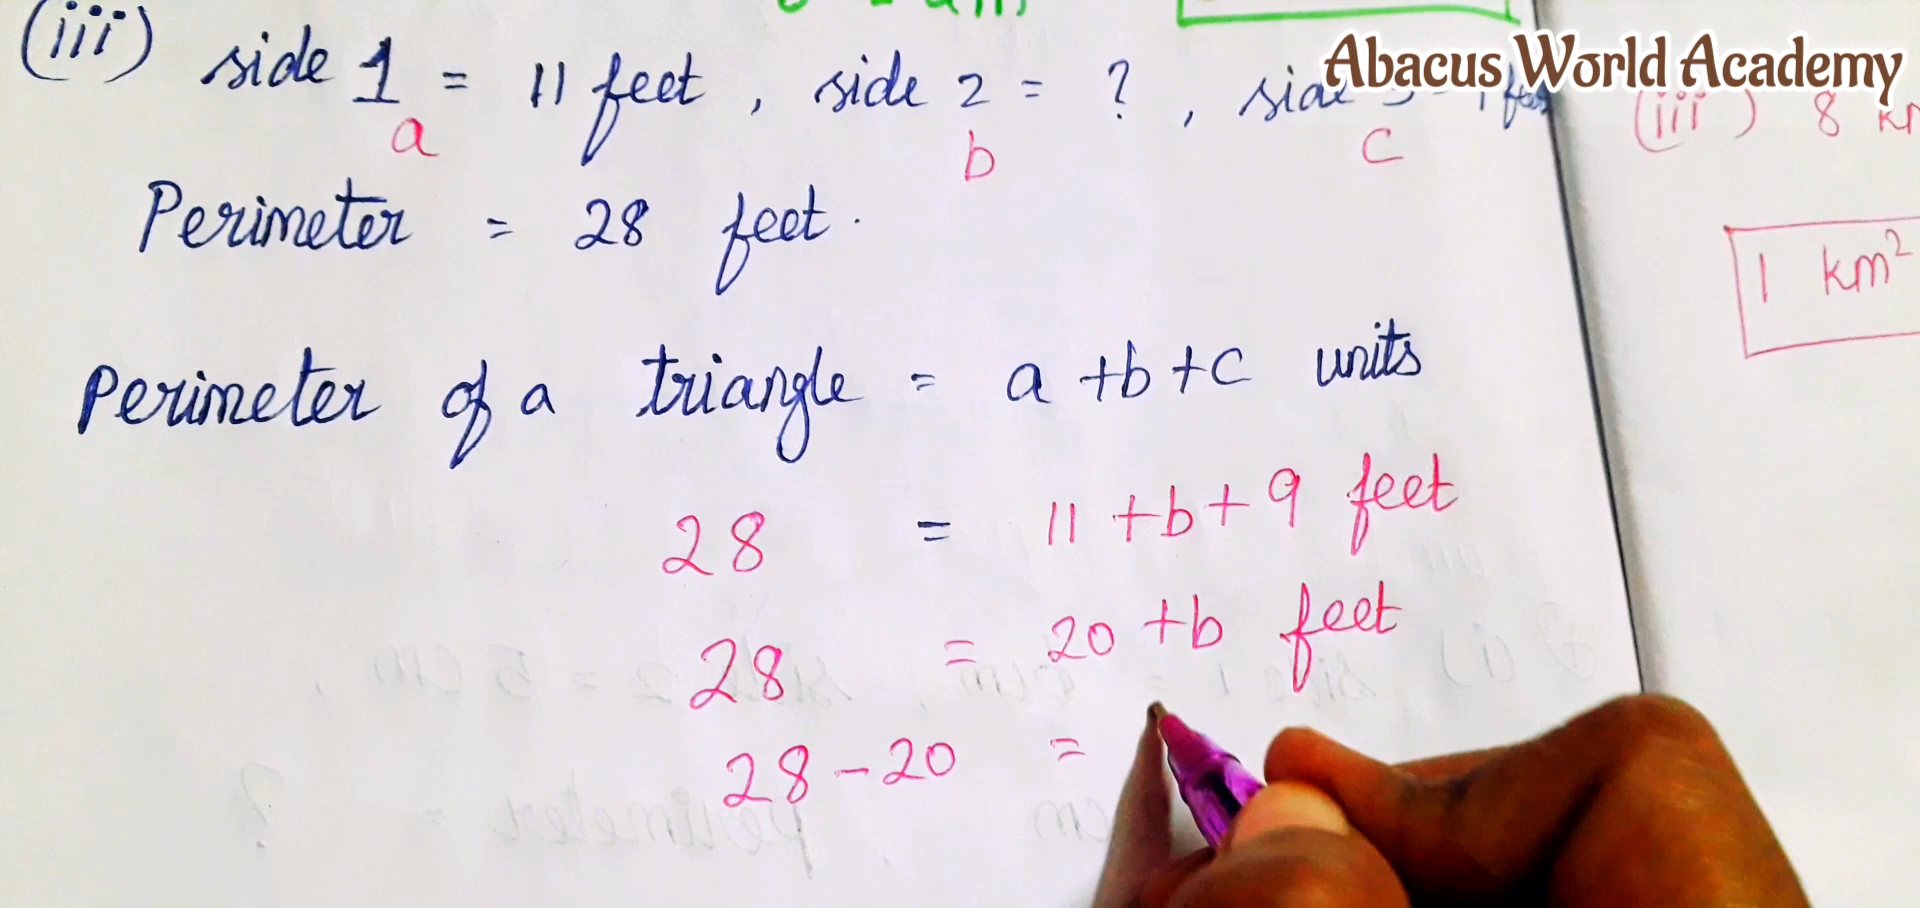 Abacus World Academy
(iii) side 1 = 11 feet , side 2 = ? , side
a b c
Perimeter = 28 feet.
Perimeter of a triangle = a + b + c units
28 = 11 + b + 9 feet
28 = 20 + b feet
28 - 20 =
(iii) 8 km
1 km²